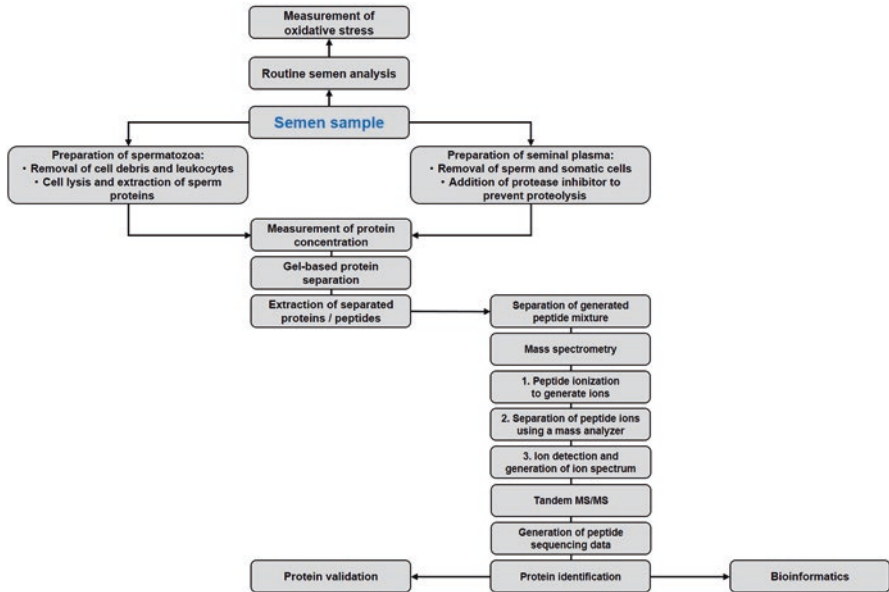 Measurement of
oxidative stress
Routine semen analysis
Semen sample
Preparation of spermatozoa:
• Removal of cell debris and leukocytes
• Cell lysis and extraction of sperm
proteins
Preparation of seminal plasma:
• Removal of sperm and somatic cells
• Addition of protease inhibitor to
prevent proteolysis
Measurement of protein
concentration
Gel-based protein
separation
Extraction of separated
proteins / peptides
Separation of generated
peptide mixture
Mass spectrometry
1. Peptide ionization
to generate ions
2. Separation of peptide ions
using a mass analyzer
3. Ion detection and
generation of ion spectrum
Tandem MS/MS
Generation of peptide
sequencing data
Protein validation
Protein identification
Bioinformatics